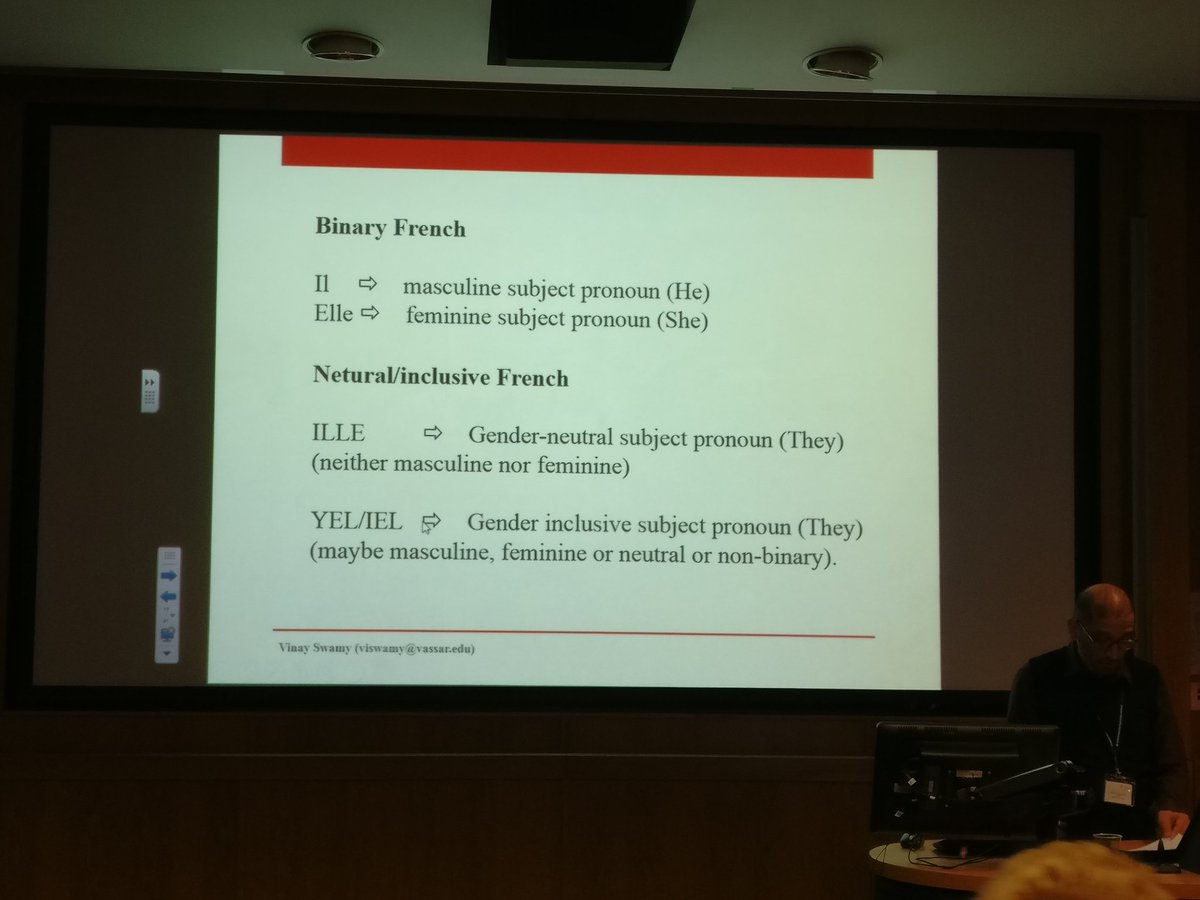 Binary French
Il ⇨ masculine subject pronoun (He)
Elle ⇨ feminine subject pronoun (She)
Netural/inclusive French
ILLE ⇨ Gender-neutral subject pronoun (They)
(neither masculine nor feminine)
YEL/IEL ⇨ Gender inclusive subject pronoun (They)
(maybe masculine, feminine or neutral or non-binary).
Vinay Swamy (viswamy@vassar.edu)